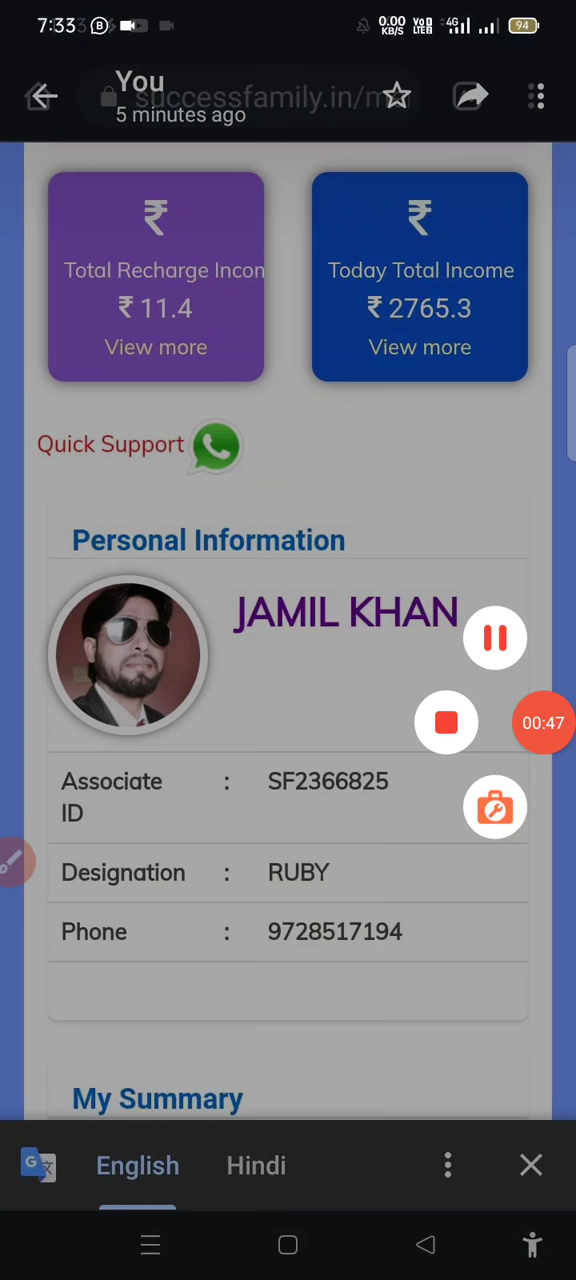 7:33
0.00 KB/S
Vo LTE
4G
94
You
successfamily.in/m
5 minutes ago
₹ ₹
Total Recharge Incon Today Total Income
₹ 11.4 ₹ 2765.3
View more View more
Quick Support
Personal Information
JAMIL KHAN
00:47
Associate ID : SF2366825
Designation : RUBY
Phone : 9728517194
My Summary
English Hindi